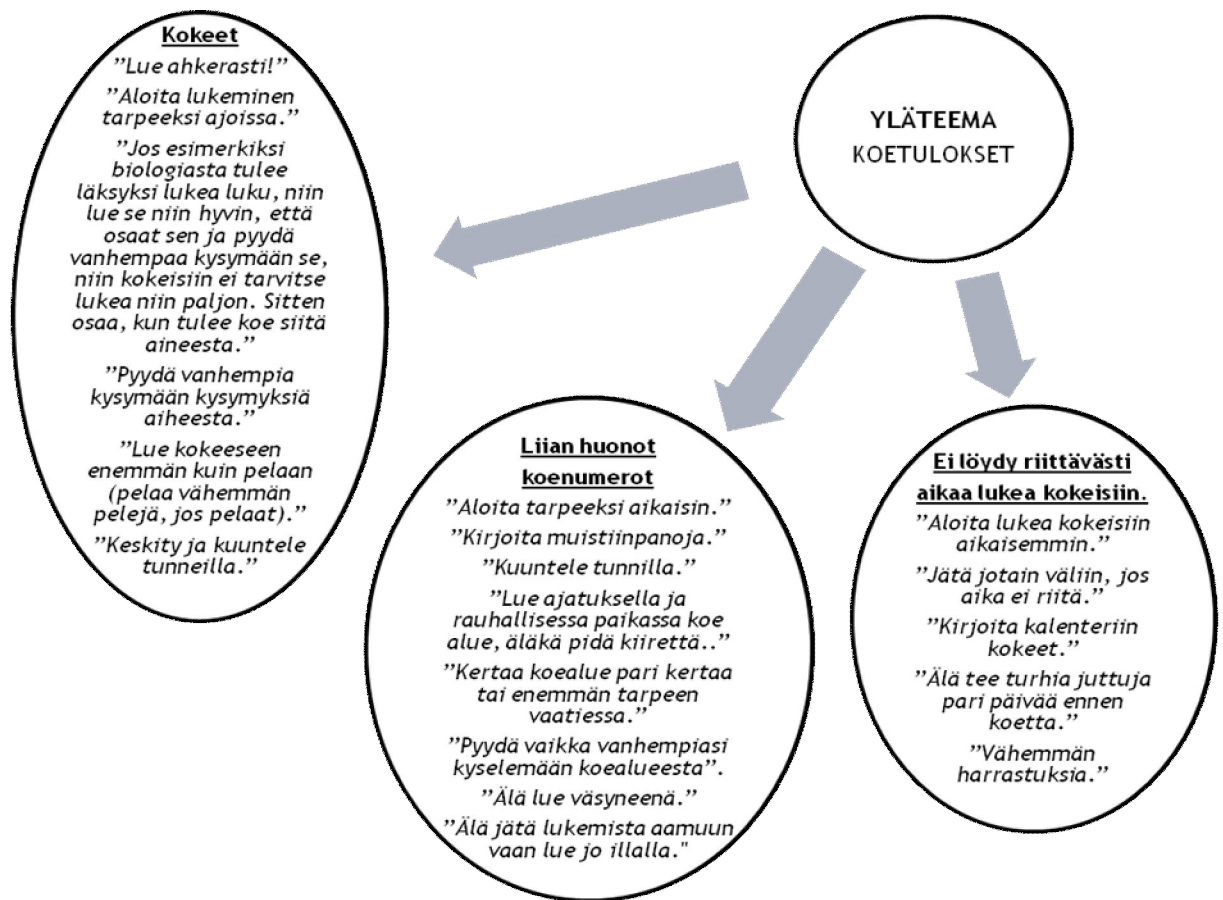 Kokeet
”Lue ahkerasti!”
”Aloita lukeminen
tarpeeksi ajoissa.”
”Jos esimerkiksi
biologiasta tulee
läksyksi lukea luku, niin
lue se niin hyvin, että
osaat sen ja pyydä
vanhempaa kysymään se,
niin kokeisiin ei tarvitse
lukea niin paljon. Sitten
osaa, kun tulee koe siitä
aineesta.”
”Pyydä vanhempia
kysymään kysymyksiä
aiheesta.”
”Lue kokeeseen
enemmän kuin pelaan
(pelaa vähemmän
pelejä, jos pelaat).”
”Keskity ja kuuntele
tunneilla.”
YLÄTEEMA
KOETULOKSET
Liian huonot
koenumerot
”Aloita tarpeeksi aikaisin.”
”Kirjoita muistiinpanoja.”
”Kuuntele tunnilla.”
”Lue ajatuksella ja
rauhallisessa paikassa koe
alue, äläkä pidä kiirettä..”
”Kertaa koealue pari kertaa
tai enemmän tarpeen
vaatiessa.”
”Pyydä vaikka vanhempiasi
kyselemään koealueesta”.
”Älä lue väsyneenä.”
”Älä jätä lukemista aamuun
vaan lue jo illalla."
Ei löydy riittävästi
aikaa lukea kokeisiin.
”Aloita lukea kokeisiin
aikaisemmin.”
”Jätä jotain väliin, jos
aika ei riitä.”
”Kirjoita kalenteriin
kokeet.”
”Älä tee turhia juttuja
pari päivää ennen
koetta.”
”Vähemmän
harrastuksia.”